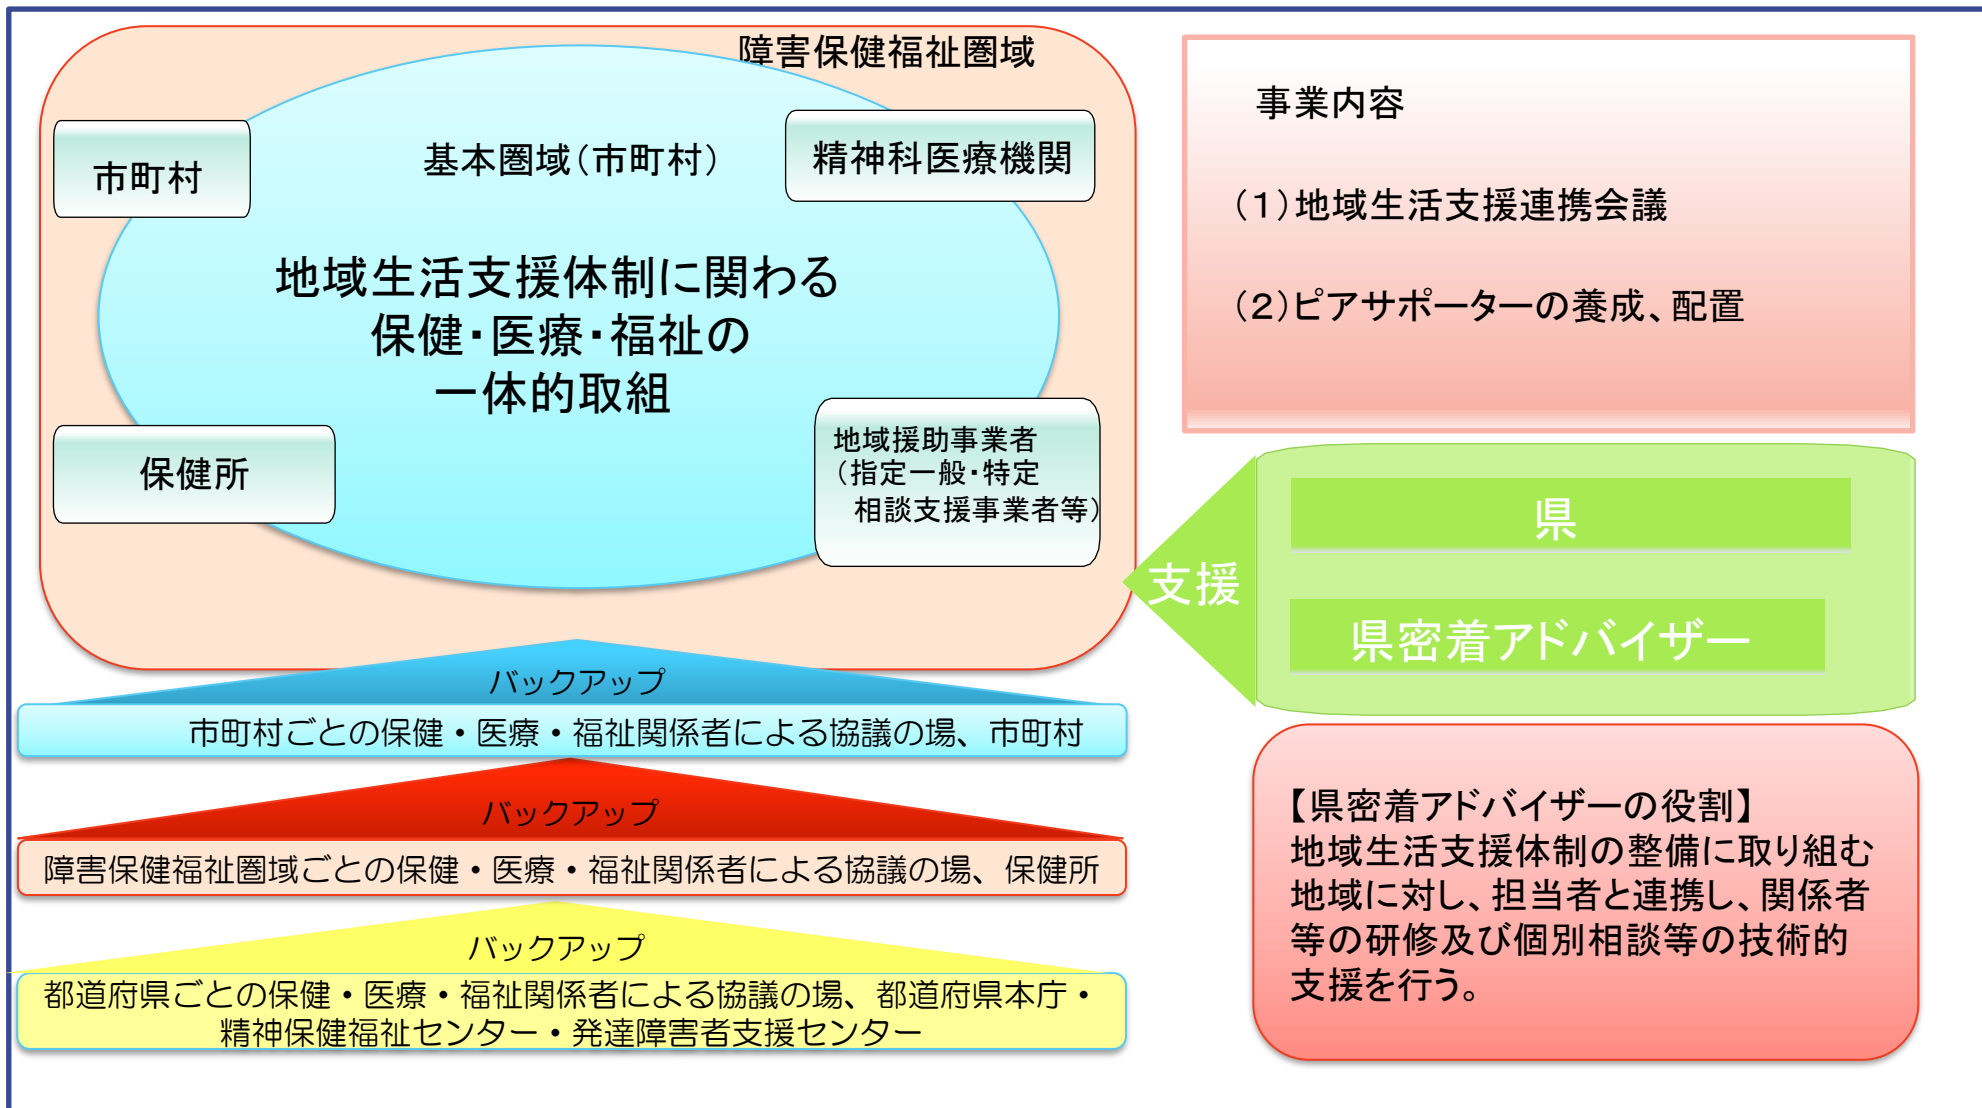 障害保健福祉圏域
市町村
基本圏域（市町村）
精神科医療機関
地域生活支援体制に関わる
保健・医療・福祉の
一体的取組
保健所
地域援助事業者
（指定一般・特定
相談支援事業者等）
バックアップ
市町村ごとの保健・医療・福祉関係者による協議の場、市町村
バックアップ
障害保健福祉圏域ごとの保健・医療・福祉関係者による協議の場、保健所
バックアップ
都道府県ごとの保健・医療・福祉関係者による協議の場、都道府県本庁・
精神保健福祉センター・発達障害者支援センター
事業内容
（１）地域生活支援連携会議
（２）ピアサポーターの養成、配置
支援
県
県密着アドバイザー
【県密着アドバイザーの役割】
地域生活支援体制の整備に取り組む
地域に対し、担当者と連携し、関係者
等の研修及び個別相談等の技術的
支援を行う。